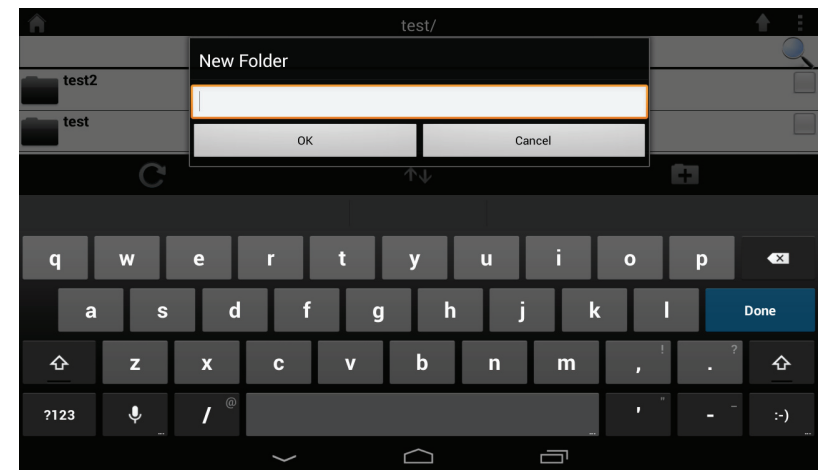 test/
New Folder
test2
test
OK Cancel
q w e r t y u i o p
a s d f g h j k l Done
z x c v b n m , ! . ?
?123 / @ ' " - _ :-)